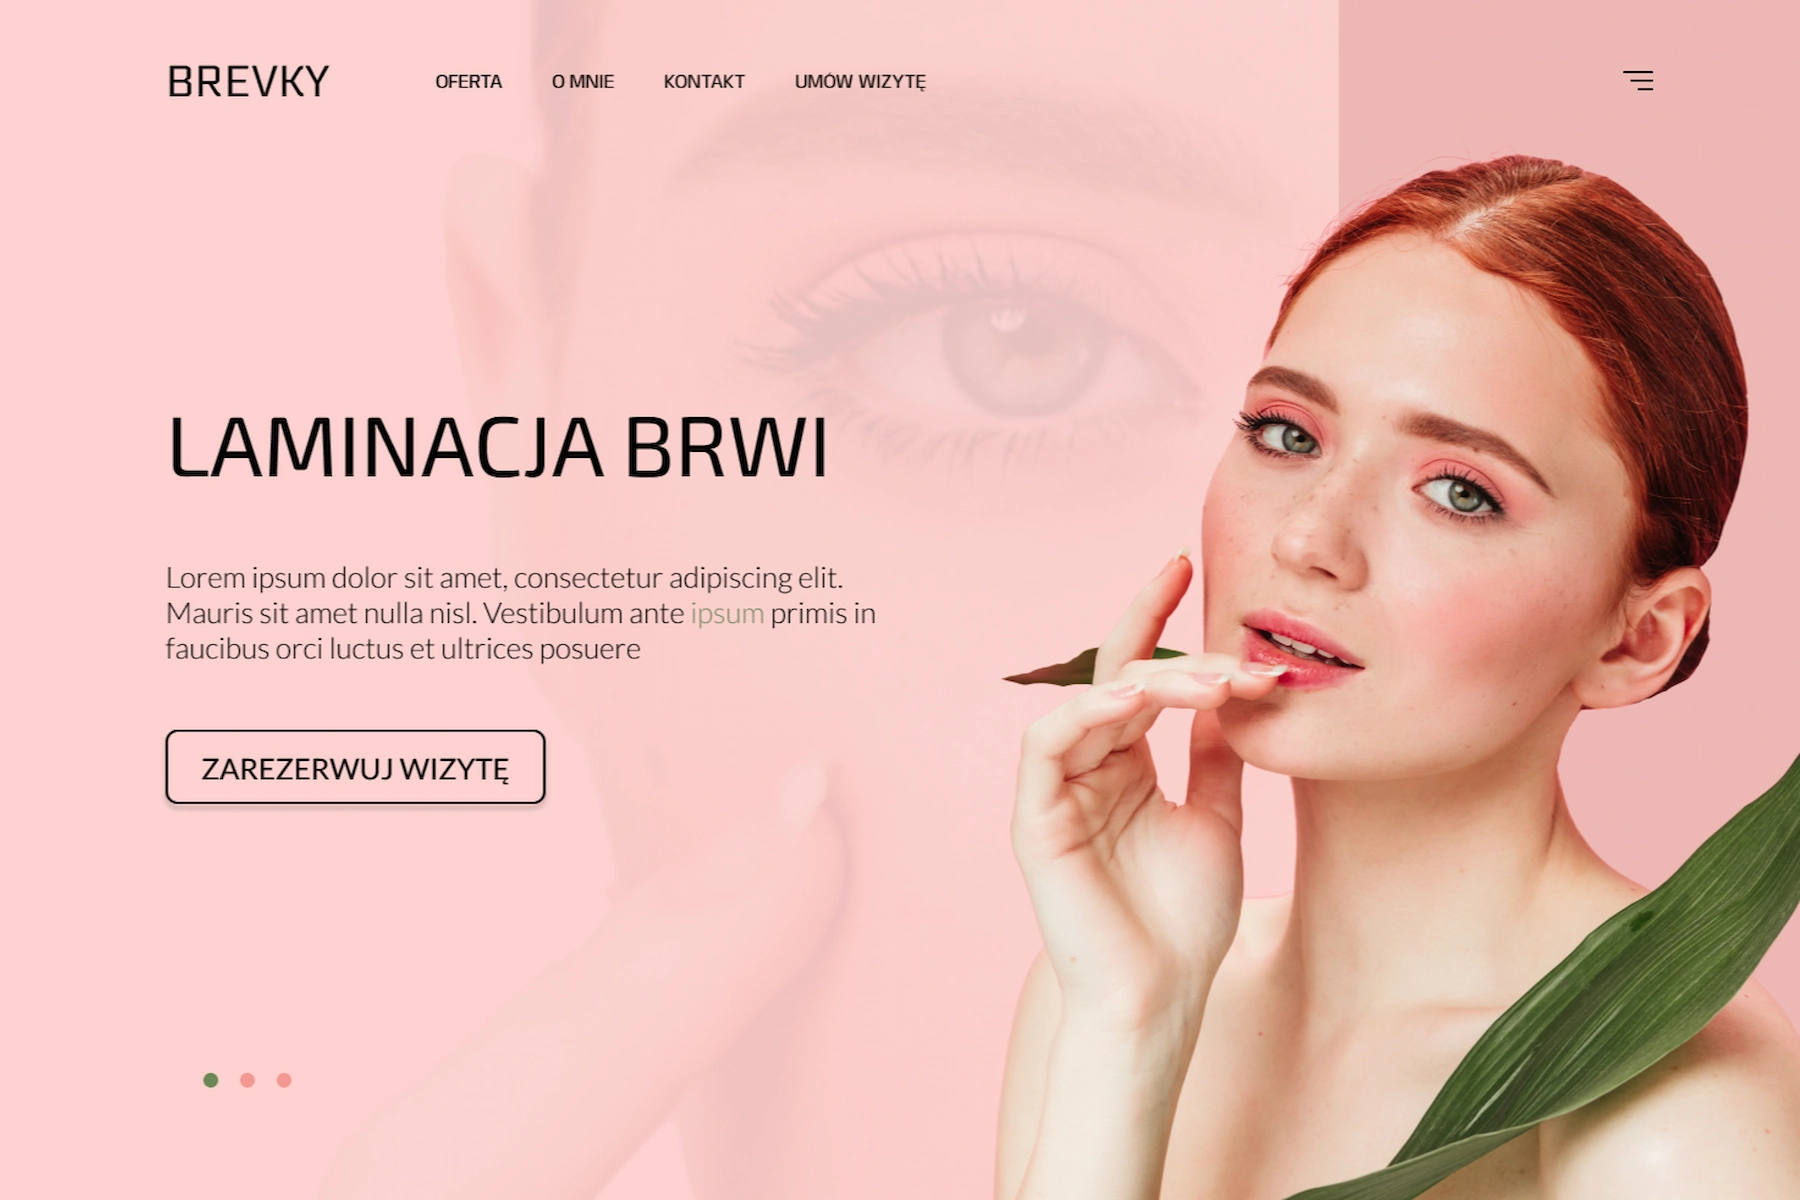 BREVKY
OFERTA
O MNIE
KONTAKT
UMÓW WIZYTĘ
LAMINACJA BRWI
Lorem ipsum dolor sit amet, consectetur adipiscing elit.
Mauris sit amet nulla nisl. Vestibulum ante ipsum primis in
faucibus orci luctus et ultrices posuere
ZAREZERWUJ WIZYTĘ